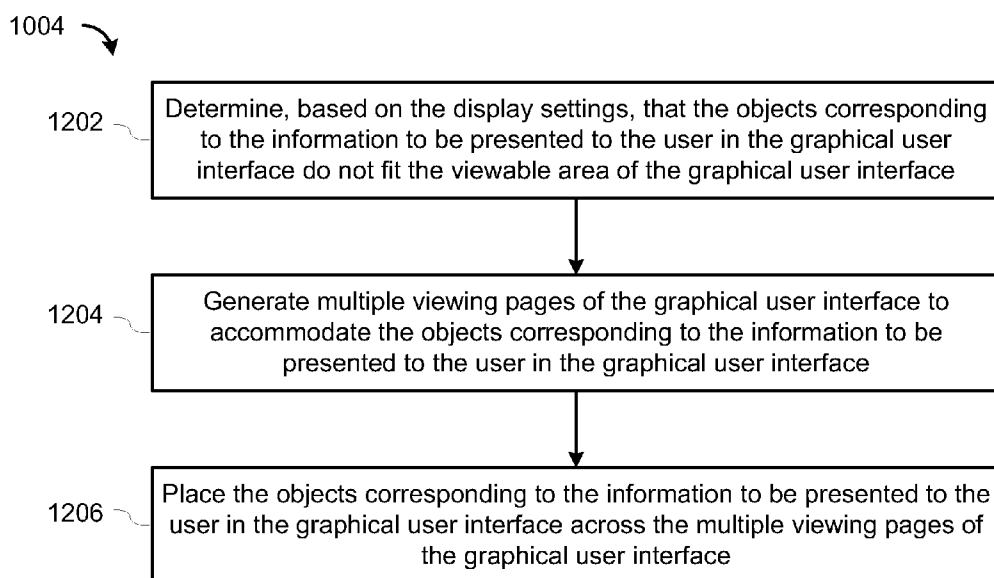 1004
1202
Determine, based on the display settings, that the objects corresponding
to the information to be presented to the user in the graphical user
interface do not fit the viewable area of the graphical user interface
1204
Generate multiple viewing pages of the graphical user interface to
accommodate the objects corresponding to the information to be
presented to the user in the graphical user interface
1206
Place the objects corresponding to the information to be presented to the
user in the graphical user interface across the multiple viewing pages of
the graphical user interface